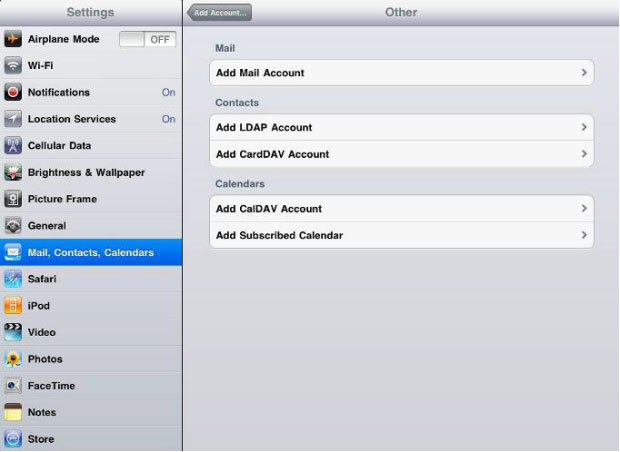 Settings
Airplane Mode OFF
Wi-Fi
Notifications On
Location Services On
Cellular Data
Brightness & Wallpaper
Picture Frame
General
Mail, Contacts, Calendars
Safari
iPod
Video
Photos
FaceTime
Notes
Store
Add Account...
Other
Mail
Add Mail Account
Contacts
Add LDAP Account
Add CardDAV Account
Calendars
Add CalDAV Account
Add Subscribed Calendar